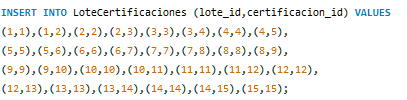 INSERT INTO LoteCertificaciones (lote_id,certificacion_id) VALUES
(1,1),(1,2),(2,2),(2,3),(3,3),(3,4),(4,4),(4,5),
(5,5),(5,6),(6,6),(6,7),(7,7),(7,8),(8,8),(8,9),
(9,9),(9,10),(10,10),(10,11),(11,11),(11,12),(12,12),
(12,13),(13,13),(13,14),(14,14),(14,15),(15,15);